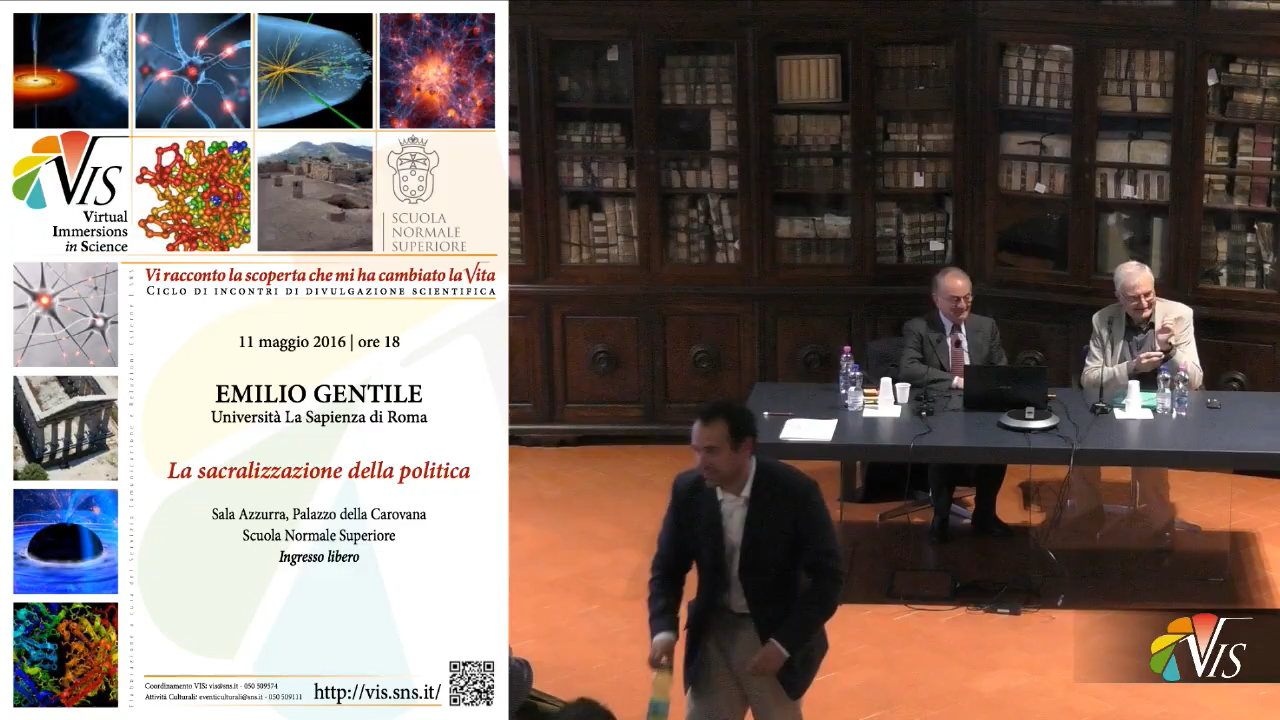 VIS
Virtual
Immersions
in Science
SCUOLA
NORMALE
SUPERIORE
Vi racconto la scoperta che mi ha cambiato la Vita
CICLO DI INCONTRI DI DIVULGAZIONE SCIENTIFICA
11 maggio 2016 | ore 18
EMILIO GENTILE
Università La Sapienza di Roma
La sacralizzazione della politica
Sala Azzurra, Palazzo della Carovana
Scuola Normale Superiore
Ingresso libero
Coordinamento VIS: vis@sns.it - 050 509574
Attività Culturali: eventiculturali@sns.it - 050 509111
http://vis.sns.it/
VIS